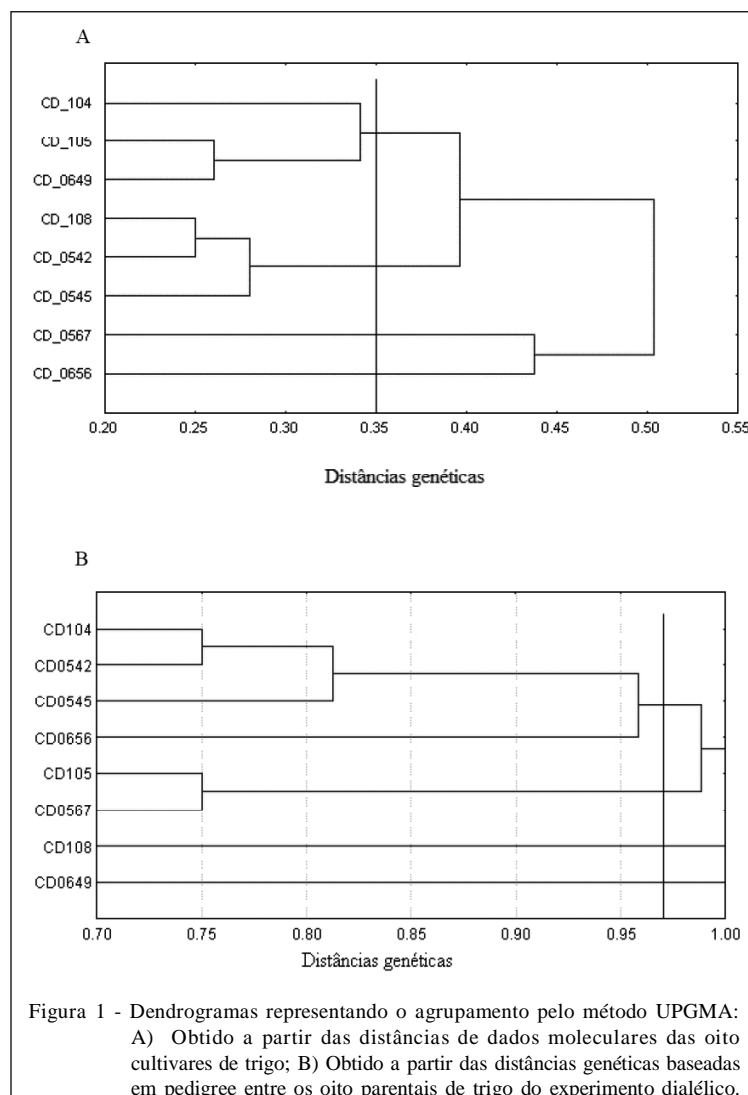 A
CD_104
CD_105
CD_0649
CD_108
CD_0542
CD_0545
CD_0567
CD_0656
0.20 0.25 0.30 0.35 0.40 0.45 0.50 0.55
Distâncias genéticas
B
CD104
CD0542
CD0545
CD0656
CD105
CD0567
CD108
CD0649
0.70 0.75 0.80 0.85 0.90 0.95 1.00
Distâncias genéticas
Figura 1 - Dendrogramas representando o agrupamento pelo método UPGMA:
A) Obtido a partir das distâncias de dados moleculares das oito
cultivares de trigo; B) Obtido a partir das distâncias genéticas baseadas
em pedigree entre os oito parentais de trigo do experimento dialélico.